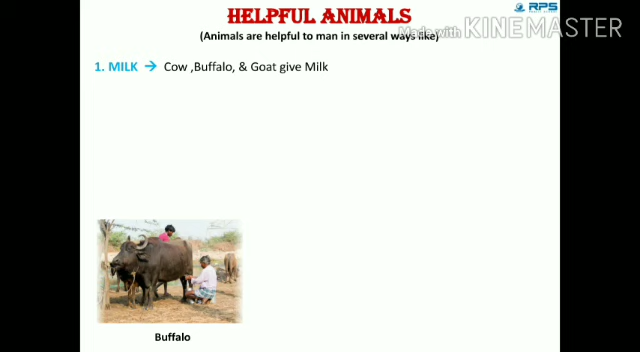 HELPFUL ANIMALS
RPS
Made with KINEMASTER
(Animals are helpful to man in several ways like)
1. MILK → Cow ,Buffalo, & Goat give Milk
Buffalo